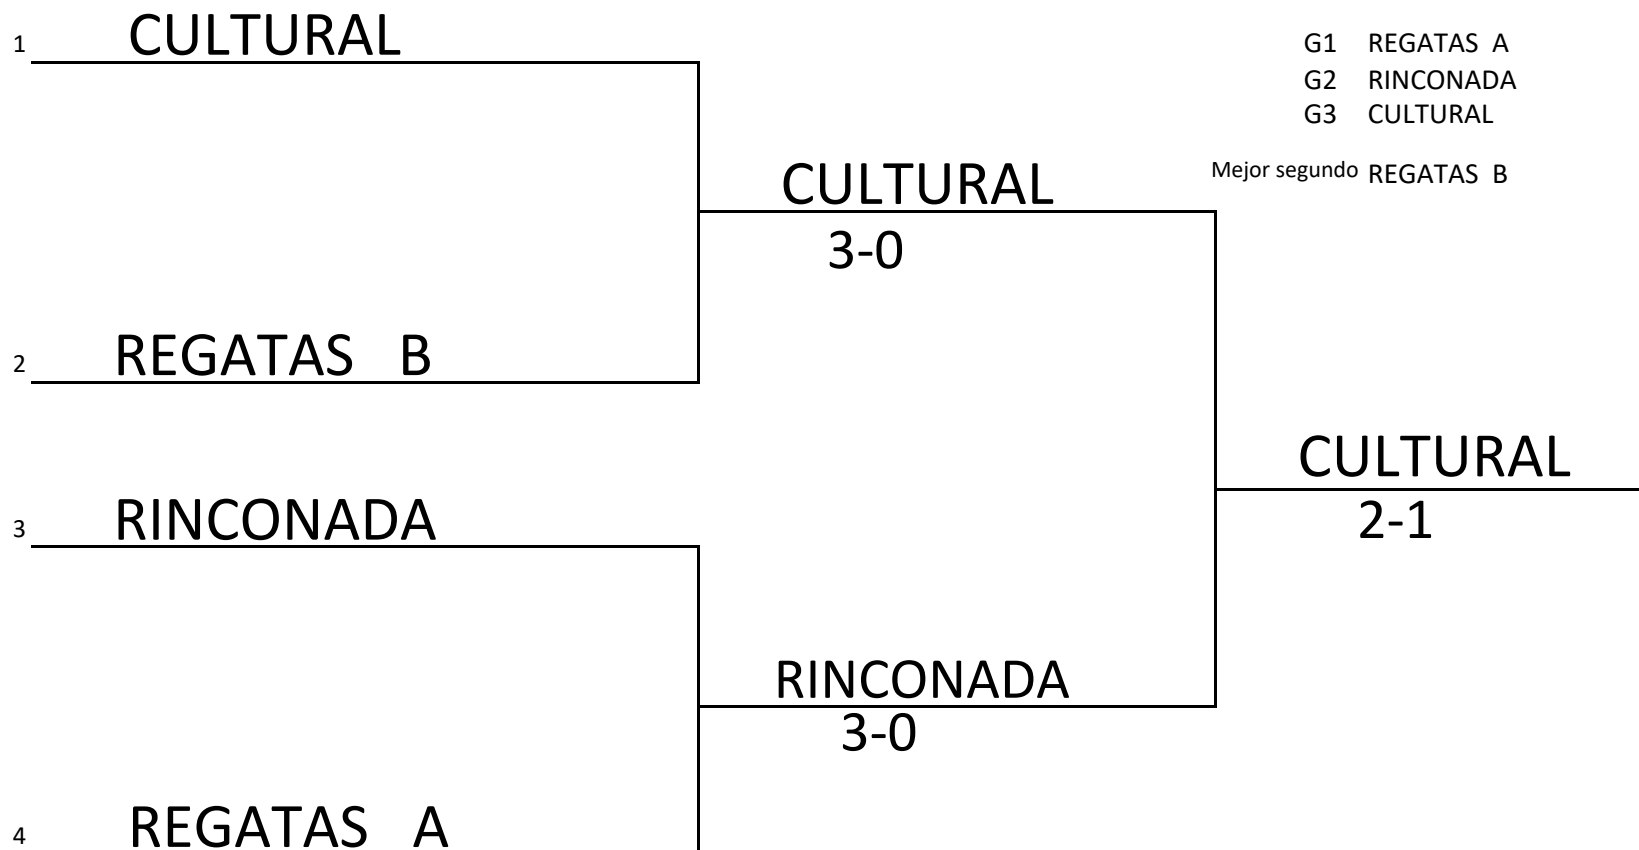 1 CULTURAL
G1 REGATAS A
G2 RINCONADA
G3 CULTURAL
Mejor segundo REGATAS B
CULTURAL
3-0
2 REGATAS B
CULTURAL
2-1
3 RINCONADA
RINCONADA
3-0
4 REGATAS A